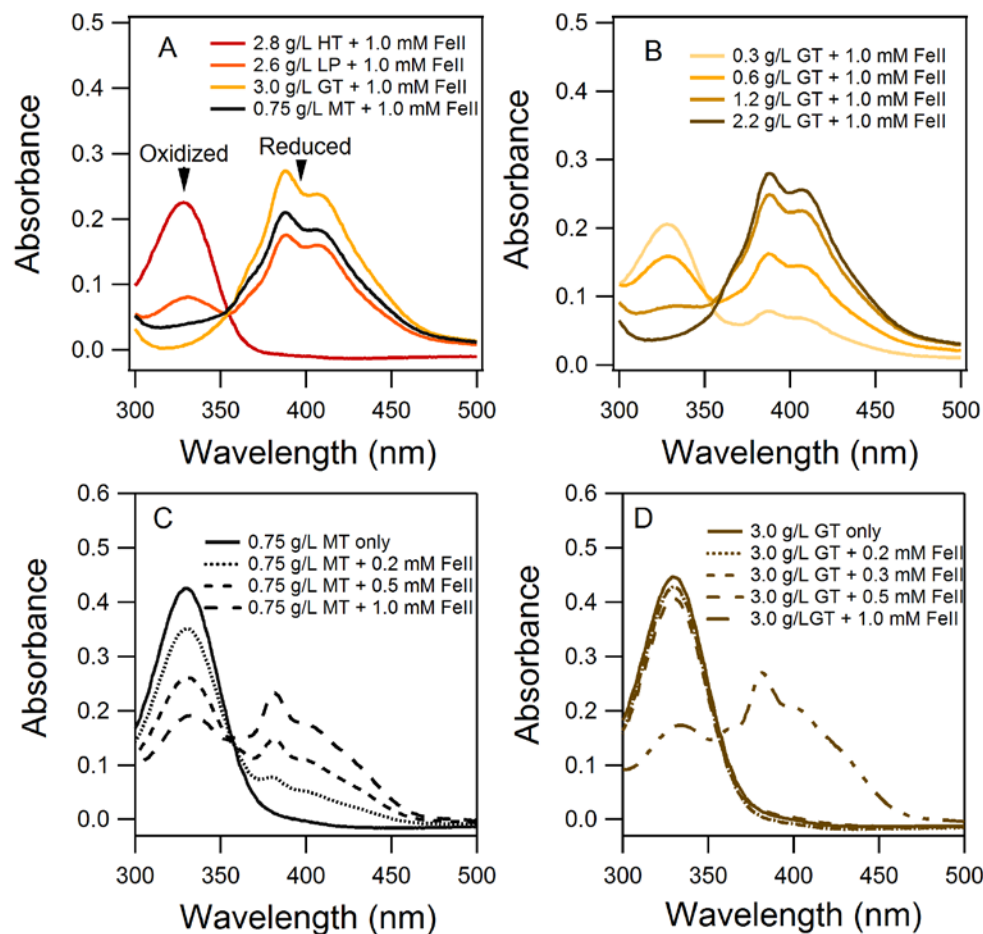 0.5
0.4
0.3
0.2
0.1
0.0
Absorbance
A
2.8 g/L HT + 1.0 mM FeII
2.6 g/L LP + 1.0 mM FeII
3.0 g/L GT + 1.0 mM FeII
0.75 g/L MT + 1.0 mM FeII
Oxidized
Reduced
300 350 400 450 500
Wavelength (nm)
0.5
0.4
0.3
0.2
0.1
0.0
Absorbance
B
0.3 g/L GT + 1.0 mM FeII
0.6 g/L GT + 1.0 mM FeII
1.2 g/L GT + 1.0 mM FeII
2.2 g/L GT + 1.0 mM FeII
300 350 400 450 500
Wavelength (nm)
0.6
0.5
0.4
0.3
0.2
0.1
0.0
Absorbance
C
0.75 g/L MT only
0.75 g/L MT + 0.2 mM FeII
0.75 g/L MT + 0.5 mM FeII
0.75 g/L MT + 1.0 mM FeII
300 350 400 450 500
Wavelength (nm)
0.6
0.5
0.4
0.3
0.2
0.1
0.0
Absorbance
D
3.0 g/L GT only
3.0 g/L GT + 0.2 mM FeII
3.0 g/L GT + 0.3 mM FeII
3.0 g/L GT + 0.5 mM FeII
3.0 g/LGT + 1.0 mM FeII
300 350 400 450 500
Wavelength (nm)